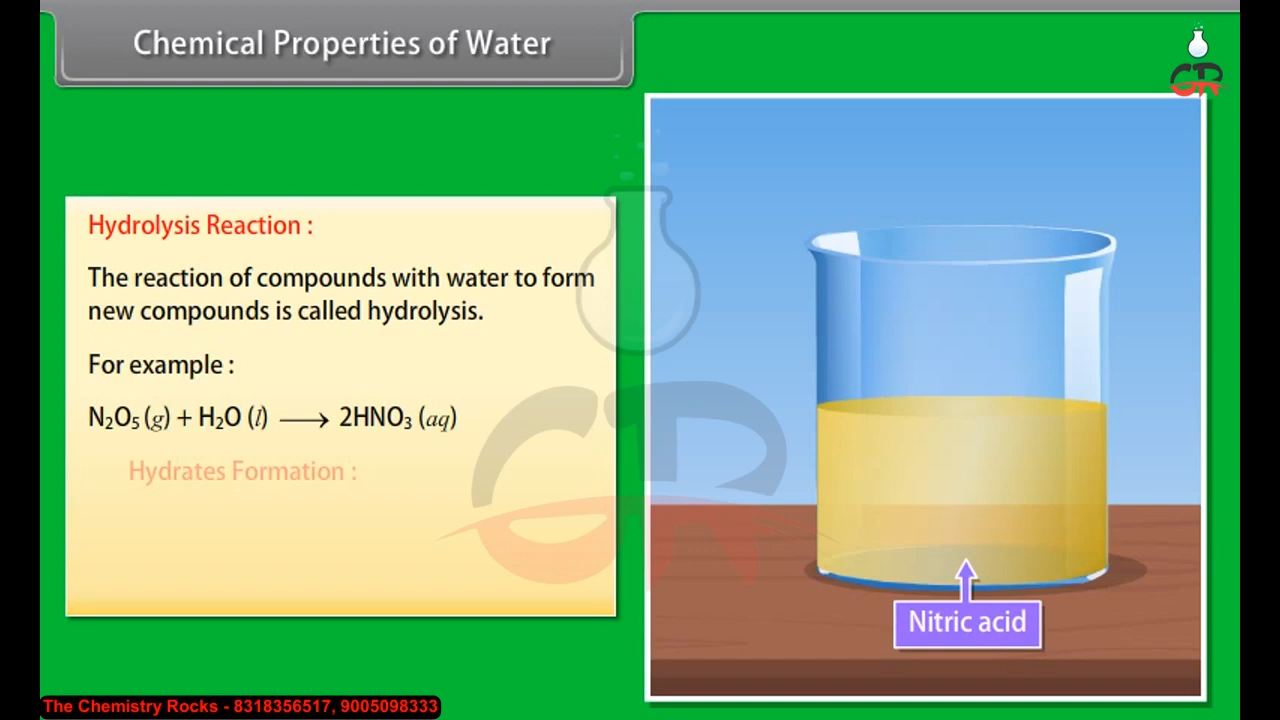 Chemical Properties of Water
Hydrolysis Reaction :
The reaction of compounds with water to form
new compounds is called hydrolysis.
For example :
N₂O₅ (g) + H₂O (l) ⟶ 2HNO₃ (aq)
Hydrates Formation :
Nitric acid
CR
The Chemistry Rocks - 8318356517, 9005098333